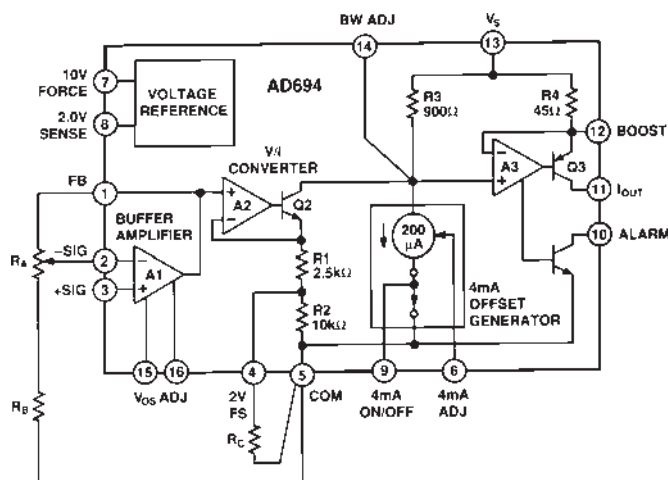 BW ADJ
14
VS
13
10V
FORCE
7
VOLTAGE
REFERENCE
AD694
R3
900Ω
R4
45Ω
2.0V
SENSE
8
12
BOOST
V/I
CONVERTER
−
+
A3
Q3
FB
1
+
−
A2
Q2
11
IOUT
BUFFER
AMPLIFIER
200
µA
10
ALARM
RA
−SIG
2
−
+SIG
3
+
A1
R1
2.5kΩ
4mA
OFFSET
GENERATOR
R2
10kΩ
15
16
4
5
9
6
VOS ADJ
2V
FS
COM
4mA
ON/OFF
4mA
ADJ
RB
RC